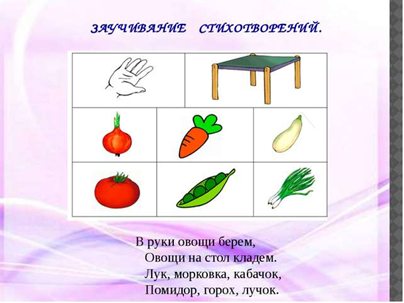 ЗАУЧИВАНИЕ СТИХОТВОРЕНИЙ.
В руки овощи берем,
Овощи на стол кладем.
Лук, морковка, кабачок,
Помидор, горох, лучок.